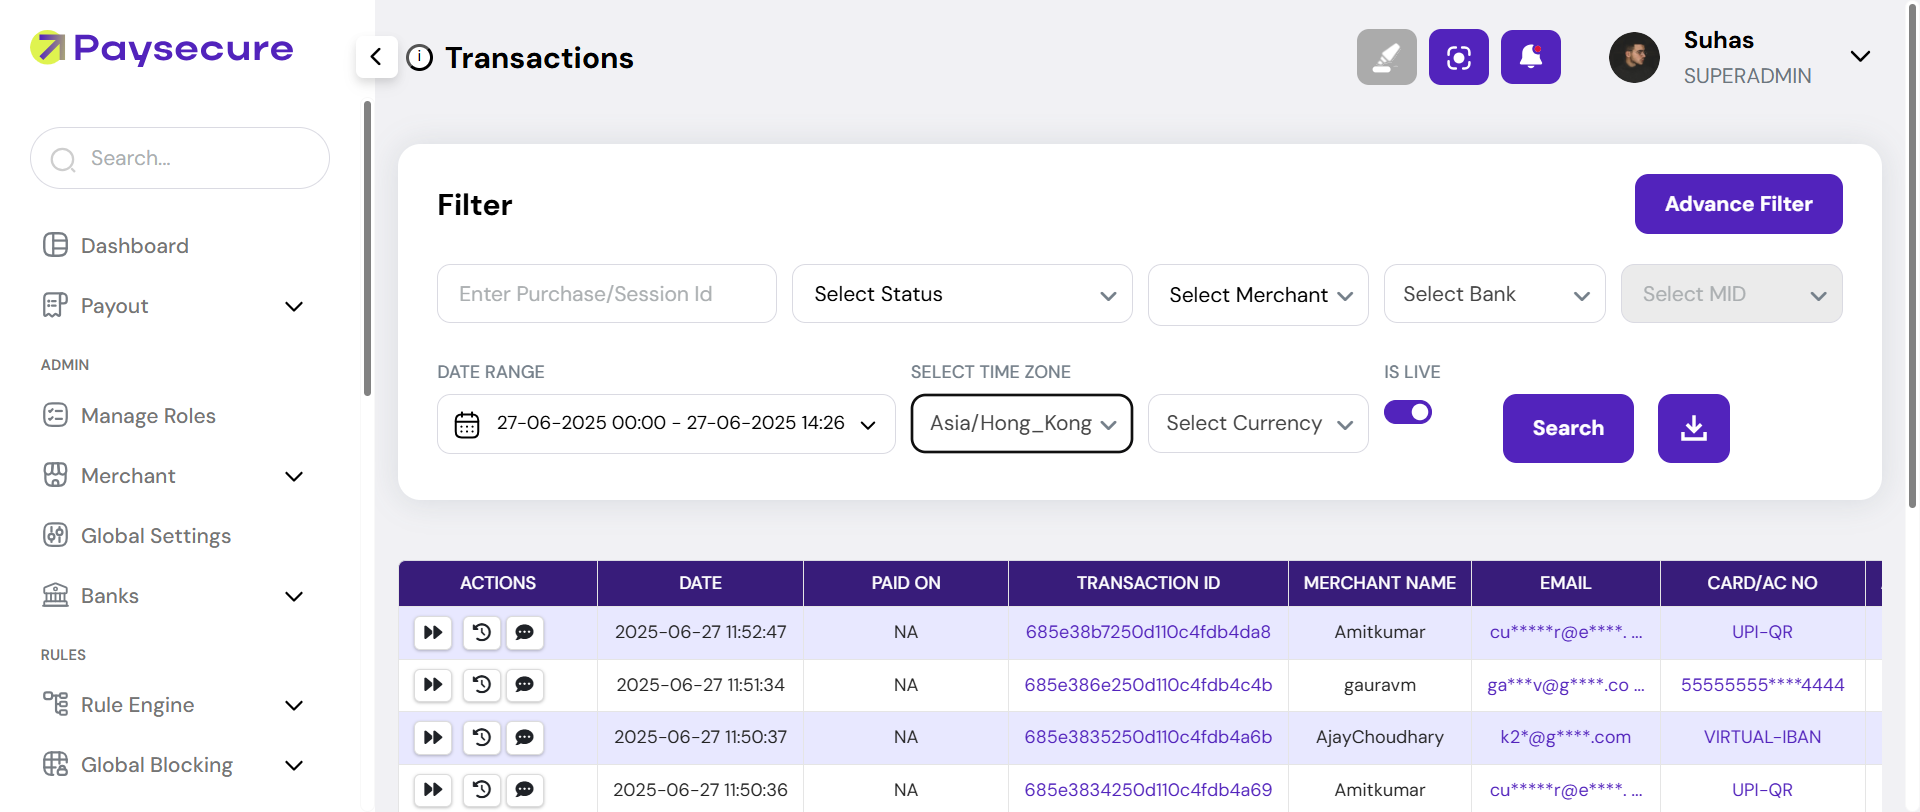 Paysecure
Transactions
Suhas
SUPERADMIN
Search...
Dashboard
Payout
ADMIN
Manage Roles
Merchant
Global Settings
Banks
RULES
Rule Engine
Global Blocking
Filter
Advance Filter
Enter Purchase/Session Id
Select Status
Select Merchant
Select Bank
Select MID
DATE RANGE
SELECT TIME ZONE
IS LIVE
27-06-2025 00:00 - 27-06-2025 14:26
Asia/Hong_Kong
Select Currency
Search
ACTIONS DATE PAID ON TRANSACTION ID MERCHANT NAME EMAIL CARD/AC NO
2025-06-27 11:52:47 NA 685e38b7250d110c4fdb4da8 Amitkumar cu*****r@e****. ... UPI-QR
2025-06-27 11:51:34 NA 685e386e250d110c4fdb4c4b gauravm ga***v@g****.co ... 55555555****4444
2025-06-27 11:50:37 NA 685e3835250d110c4fdb4a6b AjayChoudhary k2*@g****.com VIRTUAL-IBAN
2025-06-27 11:50:36 NA 685e3834250d110c4fdb4a69 Amitkumar cu*****r@e****. ... UPI-QR